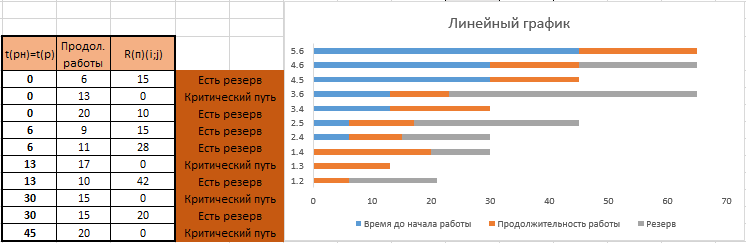 t(рн)=t(р) Продол. работы R(п)(i;j)
0 6 15 Есть резерв
0 13 0 Критический путь
0 20 10 Есть резерв
6 9 15 Есть резерв
6 11 28 Есть резерв
13 17 0 Критический путь
13 10 42 Есть резерв
30 15 0 Критический путь
30 15 20 Есть резерв
45 20 0 Критический путь
Линейный график
5.6
4.6
4.5
3.6
3.4
2.5
2.4
1.4
1.3
1.2
0 10 20 30 40 50 60 70
Время до начала работы Продолжительность работы Резерв